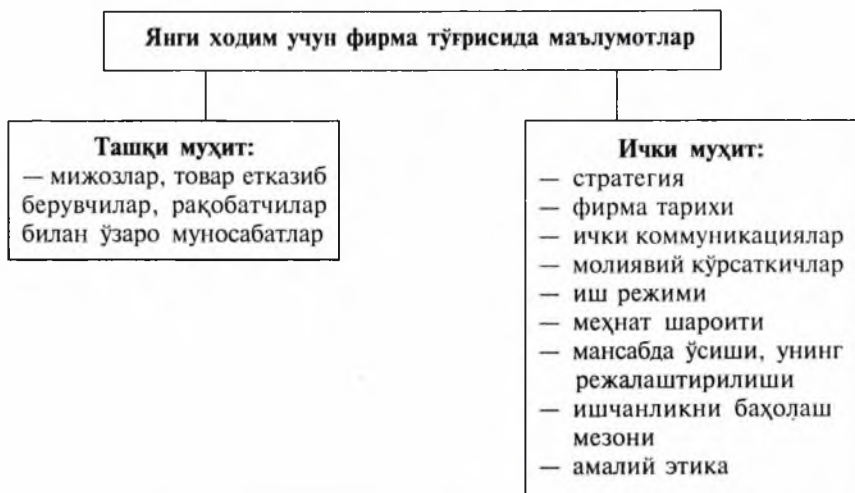 Янги ходим учун фирма тўғрисида маълумотлар
Ташқи муҳит:
— мижозлар, товар етказиб
берувчилар, рақобатчилар
билан ўзаро муносабатлар
Ички муҳит:
— стратегия
— фирма тарихи
— ички коммуникациялар
— молиявий кўрсаткичлар
— иш режими
— меҳнат шароити
— мансабда ўсиши, унинг
режалаштирилиши
— ишчанликни баҳолаш
мезони
— амалий этика